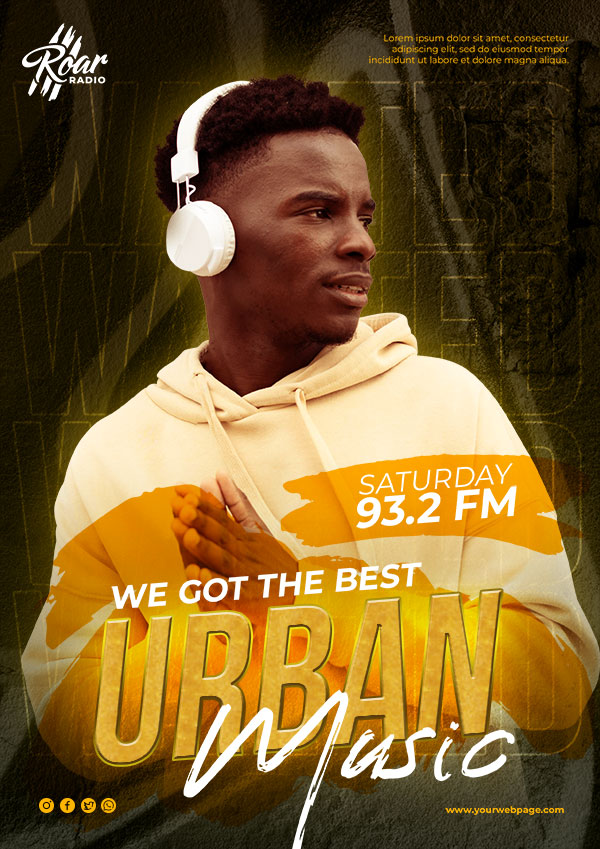 Roar
RADIO
Lorem ipsum dolor sit amet, consectetur
adipiscing elit, sed do eiusmod tempor
incididunt ut labore et dolore magna aliqua.
SATURDAY
93.2 FM
WE GOT THE BEST
URBAN
Music
www.yourwebpage.com